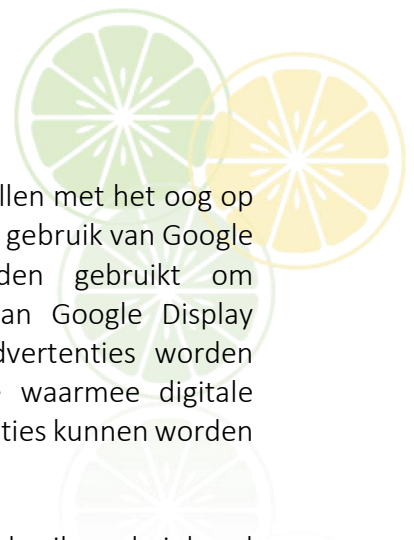 llen met het oog op
gebruik van Google
den gebruikt om
an Google Display
dvertenties worden
waarmee digitale
ties kunnen worden